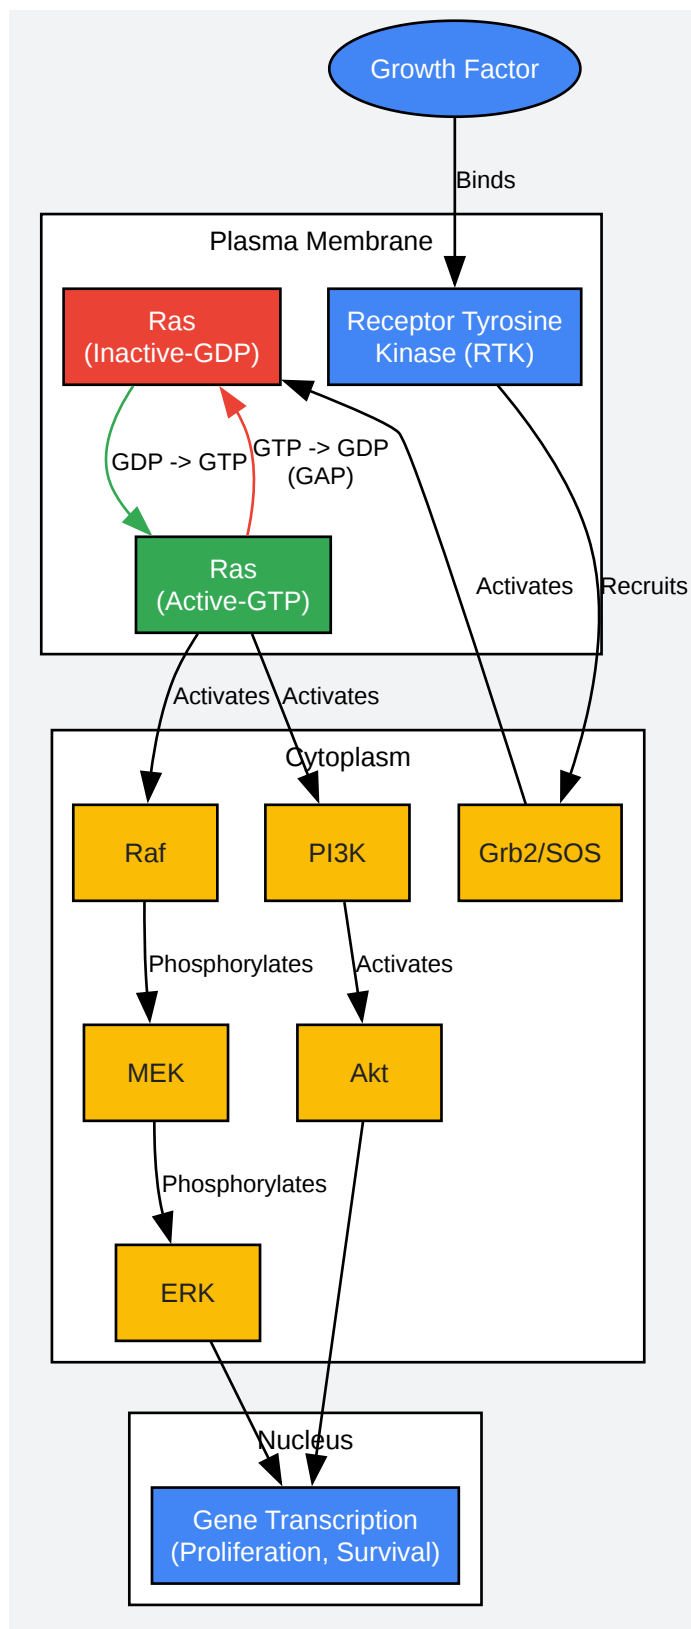 Growth Factor
Binds
Plasma Membrane
Ras
(Inactive-GDP)
Receptor Tyrosine
Kinase (RTK)
GDP -> GTP
GTP -> GDP
(GAP)
Ras
(Active-GTP)
Activates
Recruits
Activates
Activates
Cytoplasm
Raf
PI3K
Grb2/SOS
Phosphorylates
Activates
MEK
Akt
Phosphorylates
ERK
Nucleus
Gene Transcription
(Proliferation, Survival)